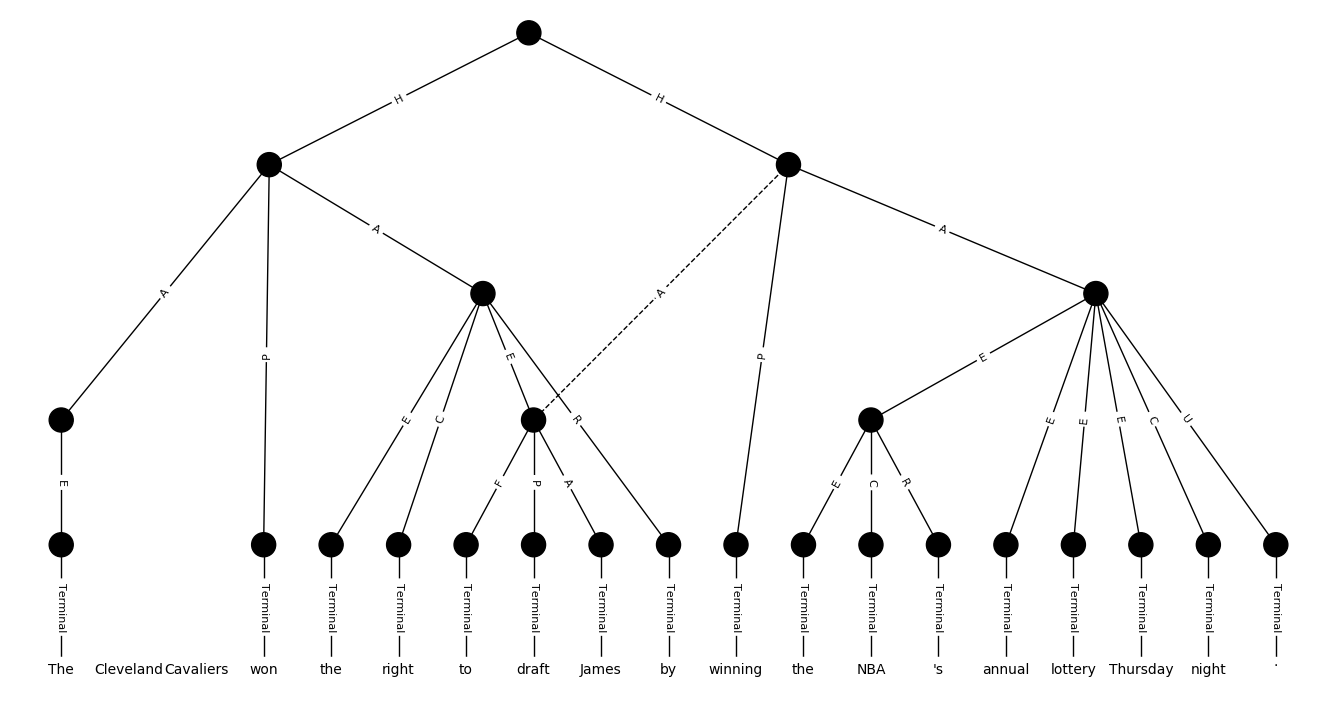 H H
A A A A
P E P E
E C R E E E C U
E F P A E C R
Terminal Terminal Terminal Terminal Terminal Terminal Terminal Terminal Terminal Terminal Terminal Terminal Terminal Terminal Terminal Terminal Terminal
The Cleveland Cavaliers won the right to draft James by winning the NBA 's annual lottery Thursday night .